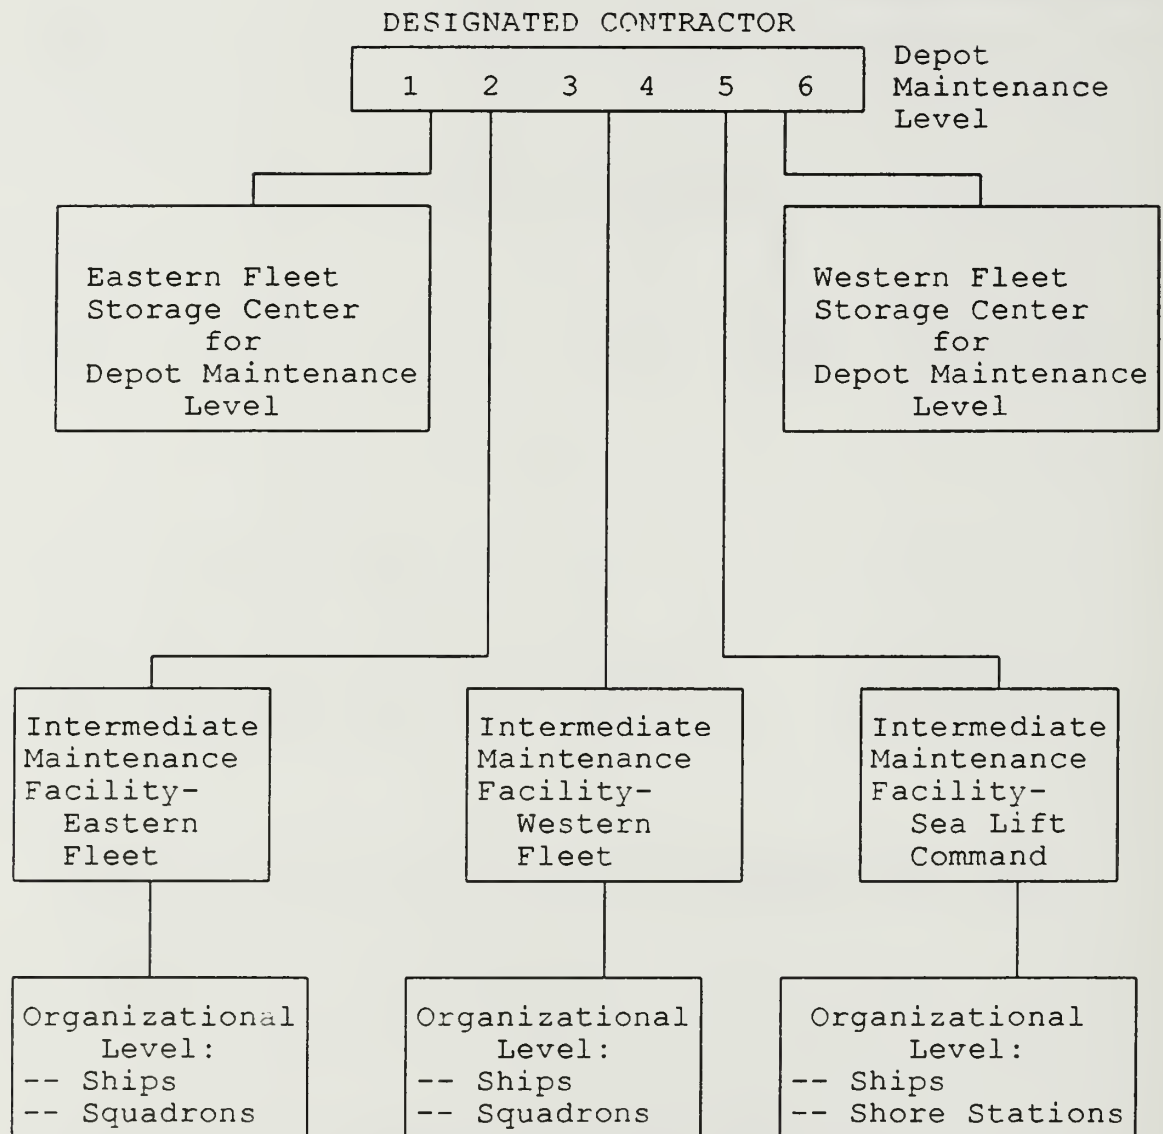 DESIGNATED CONTRACTOR
1 2 3 4 5 6
Depot
Maintenance
Level
Eastern Fleet
Storage Center
for
Depot Maintenance
Level
Western Fleet
Storage Center
for
Depot Maintenance
Level
Intermediate
Maintenance
Facility-
Eastern
Fleet
Intermediate
Maintenance
Facility-
Western
Fleet
Intermediate
Maintenance
Facility-
Sea Lift
Command
Organizational
Level:
-- Ships
-- Squadrons
Organizational
Level:
-- Ships
-- Squadrons
Organizational
Level:
-- Ships
-- Shore Stations